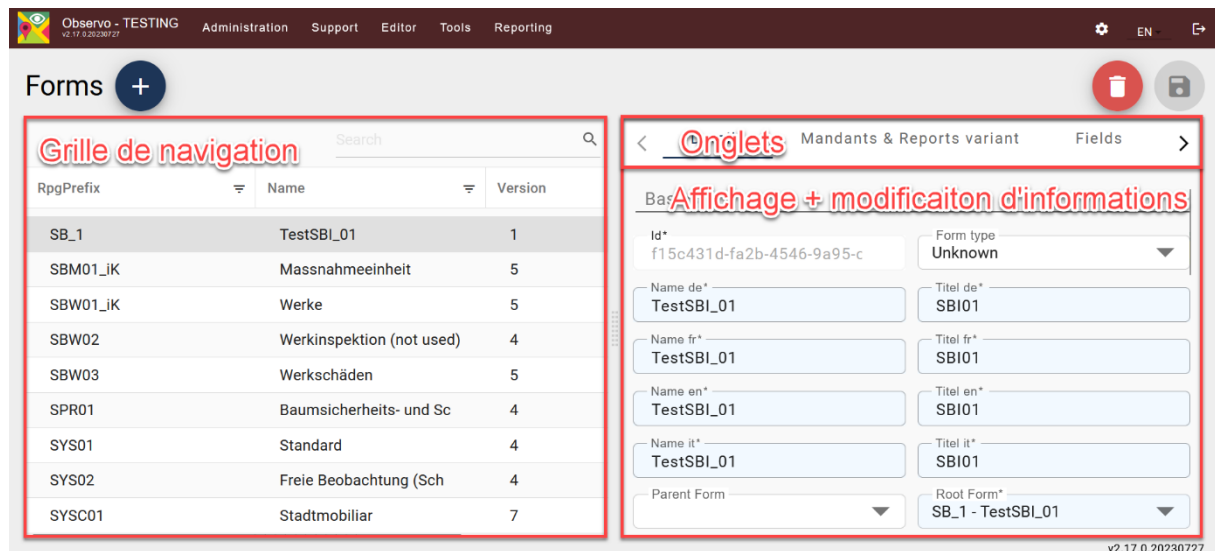 Observo - TESTING
v2.17.0.20230727
Administration Support Editor Tools Reporting
EN
Forms
Search
Grille de navigation
RpgPrefix Name Version
SB_1 TestSBI_01 1
SBM01_iK Massnahmeeinheit 5
SBW01_iK Werke 5
SBW02 Werkinspektion (not used) 4
SBW03 Werkschäden 5
SPR01 Baumsicherheits- und Sc 4
SYS01 Standard 4
SYS02 Freie Beobachtung (Sch 4
SYSC01 Stadtmobiliar 7
Onglets
Mandants & Reports variant Fields
Affichage + modificaiton d'informations
Id* Form type
f15c431d-fa2b-4546-9a95-c Unknown
Name de* Titel de*
TestSBI_01 SBI01
Name fr* Titel fr*
TestSBI_01 SBI01
Name en* Titel en*
TestSBI_01 SBI01
Name it* Titel it*
TestSBI_01 SBI01
Parent Form Root Form*
SB_1 - TestSBI_01
v2.17.0.20230727